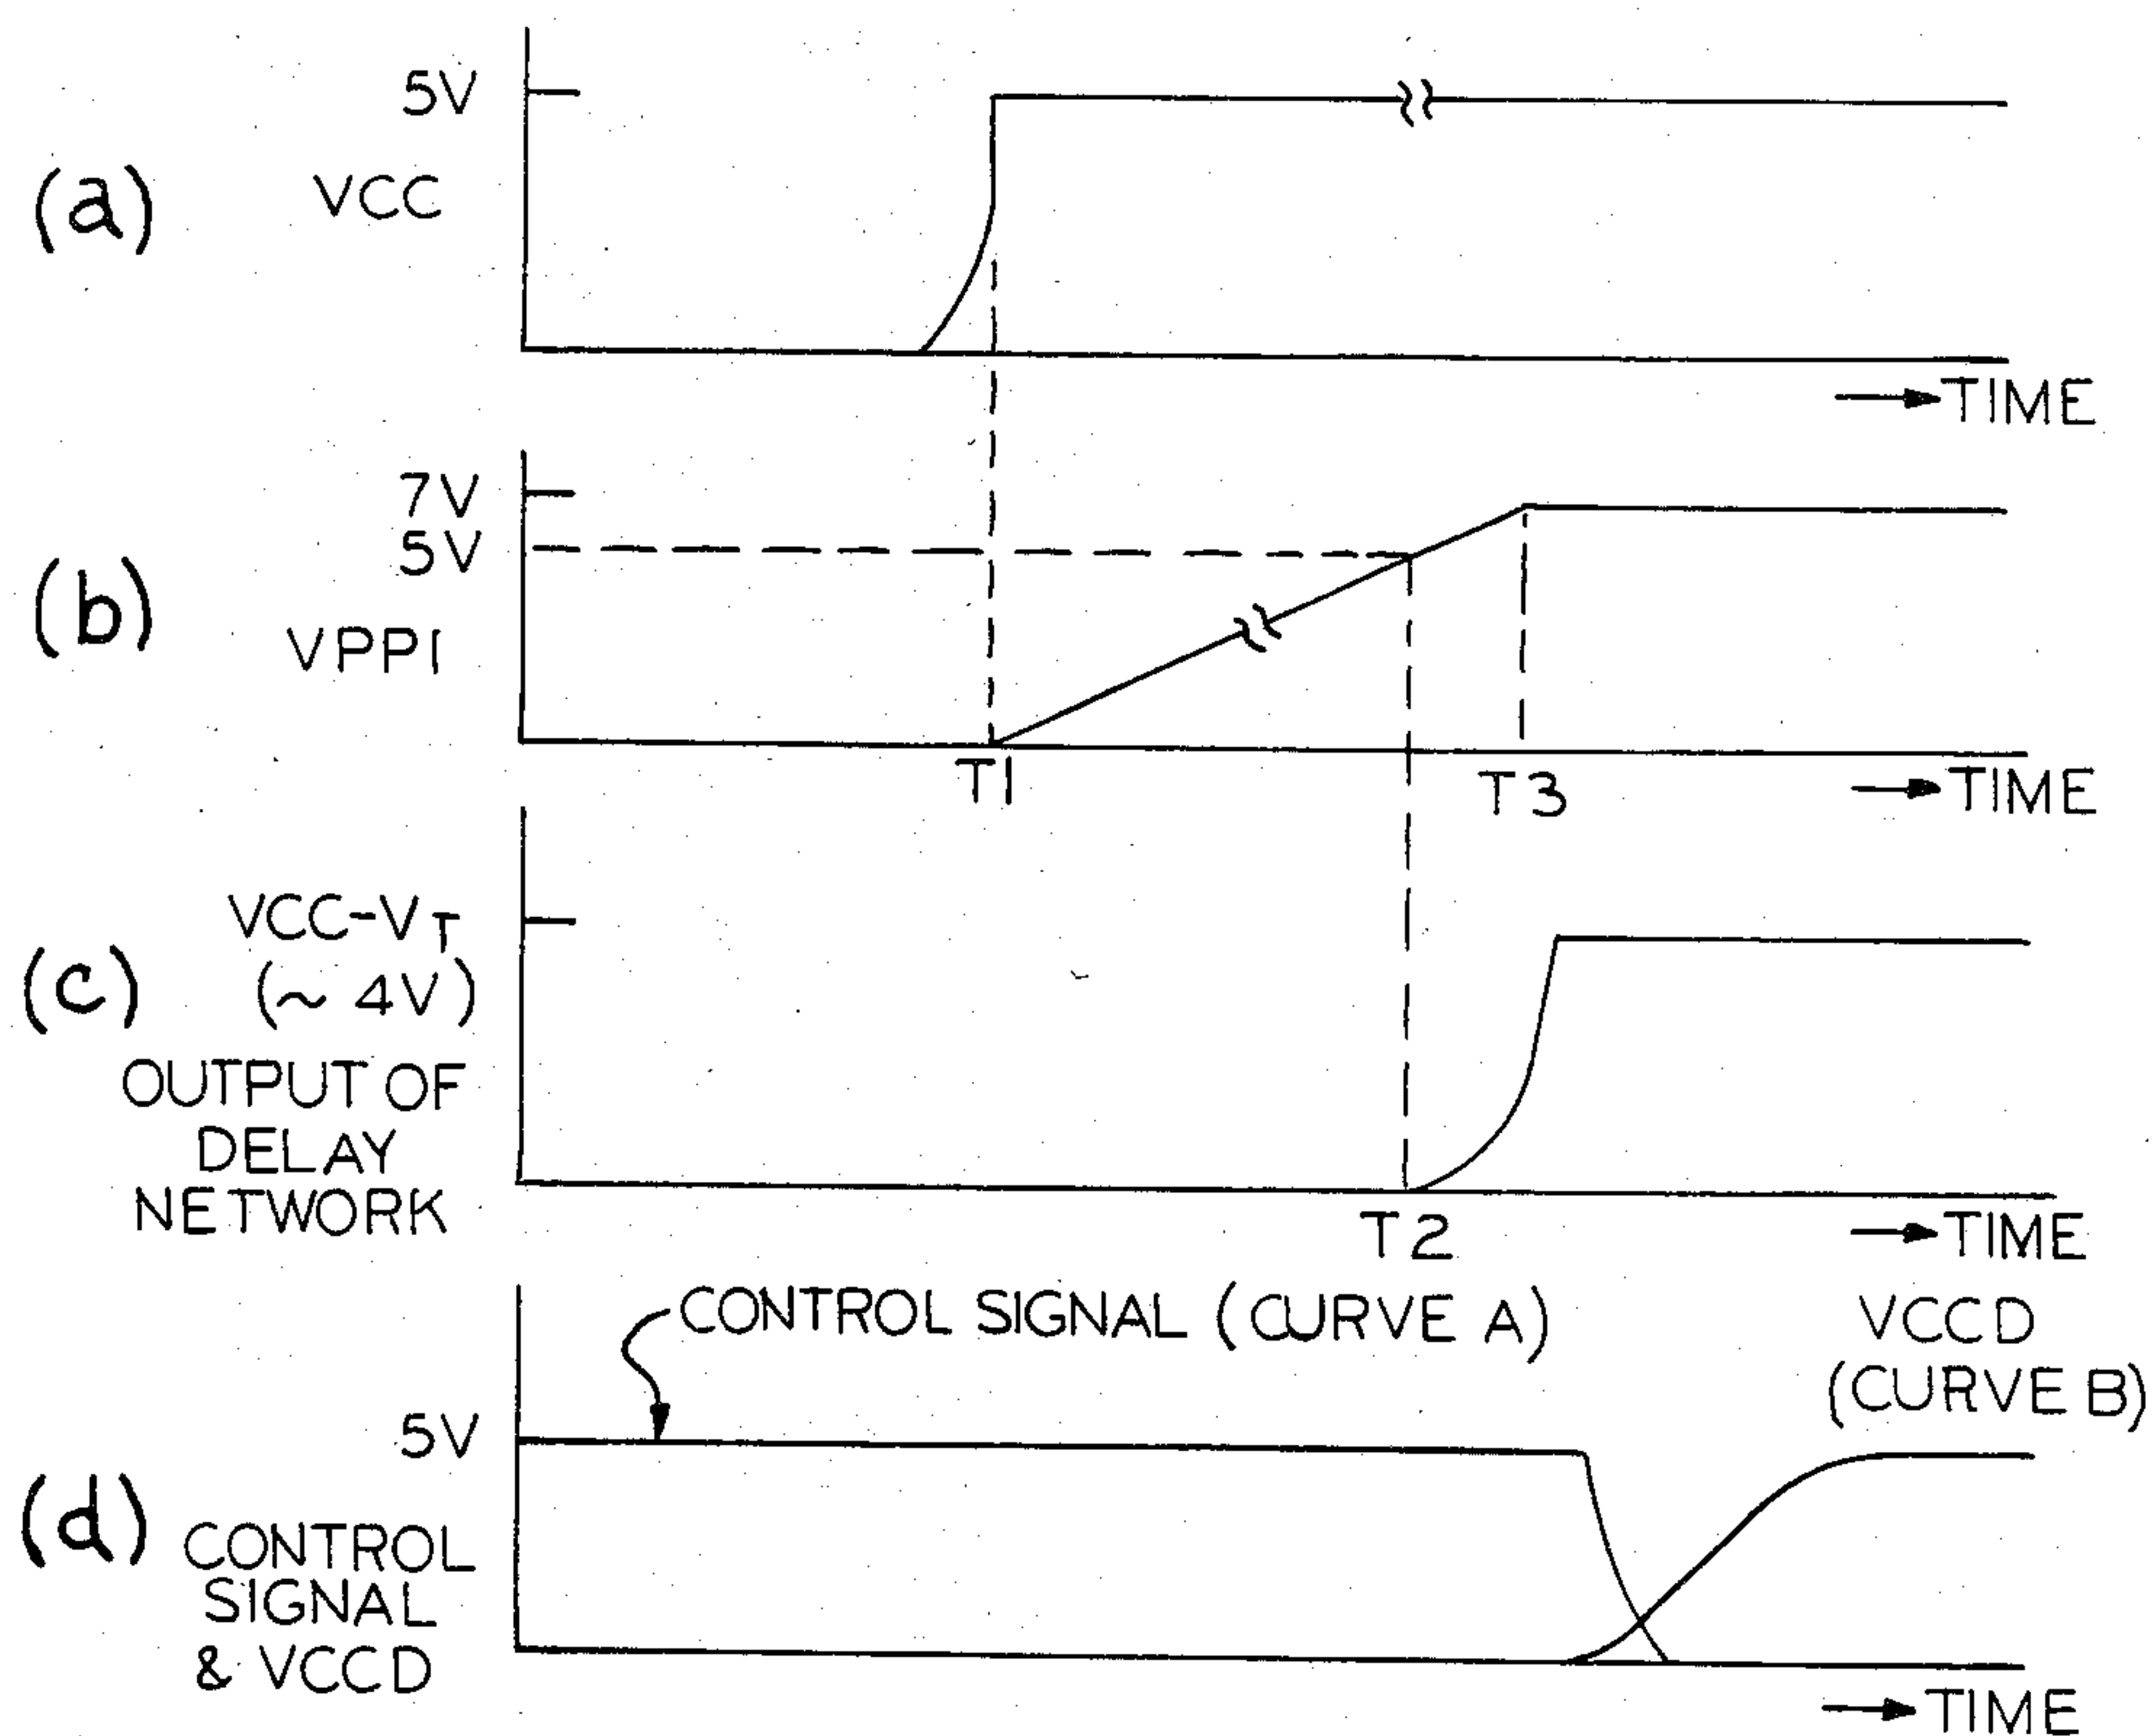 5V
(a)
VCC
TIME
7V
5V
(b)
VPPI
T1
T3
TIME
VCC-VT
(~ 4V)
(c)
OUTPUT OF
DELAY
NETWORK
T2
TIME
CONTROL SIGNAL (CURVE A)
VCCD
(CURVE B)
5V
(d)
CONTROL
SIGNAL
& VCCD
TIME